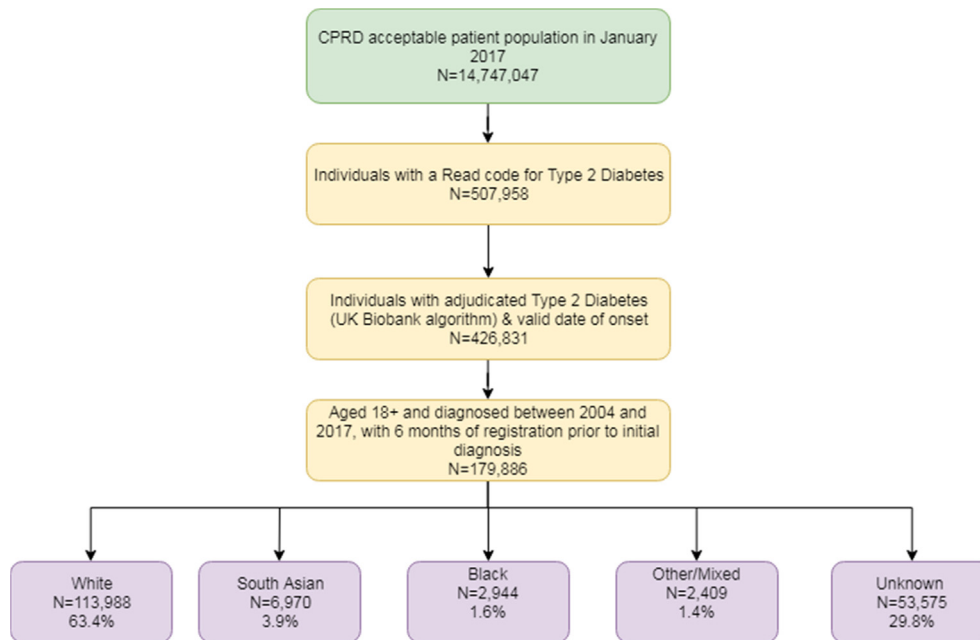 CPRD acceptable patient population in January
2017
N=14,747,047
Individuals with a Read code for Type 2 Diabetes
N=507,958
Individuals with adjudicated Type 2 Diabetes
(UK Biobank algorithm) & valid date of onset
N=426,831
Aged 18+ and diagnosed between 2004 and
2017, with 6 months of registration prior to initial
diagnosis
N=179,886
White
N=113,988
63.4%
South Asian
N=6,970
3.9%
Black
N=2,944
1.6%
Other/Mixed
N=2,409
1.4%
Unknown
N=53,575
29.8%